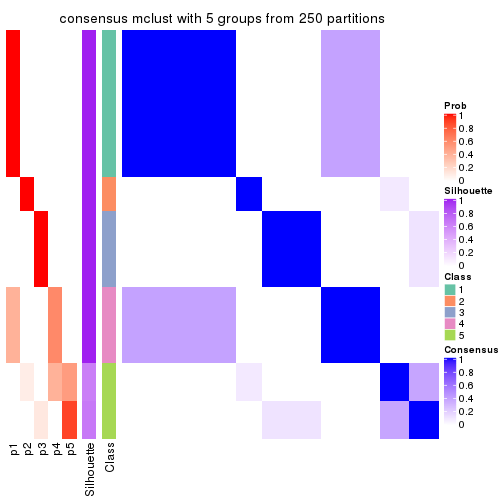 consensus mclust with 5 groups from 250 partitions
Prob
1
0.8
0.6
0.4
0.2
0
Silhouette
1
0.8
0.6
0.4
0.2
0
Class
1
2
3
4
5
Consensus
1
0.8
0.6
0.4
0.2
0
p1
p2
p3
p4
p5
Silhouette
Class